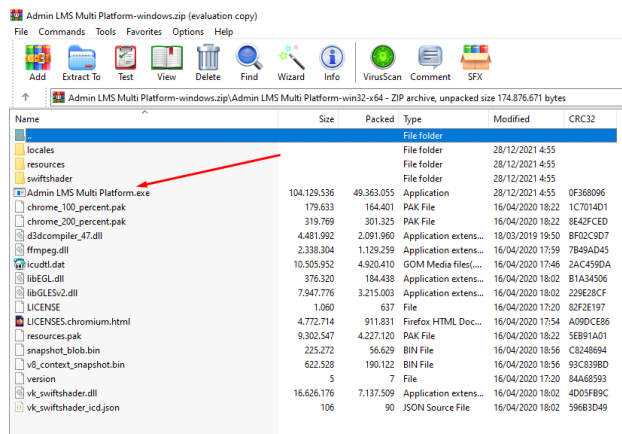 Admin LMS Multi Platform-windows.zip (evaluation copy)
File Commands Tools Favorites Options Help
Add Extract To Test View Delete Find Wizard Info VirusScan Comment SFX
Admin LMS Multi Platform-windows.zip\Admin LMS Multi Platform-win32-x64 - ZIP archive, unpacked size 174.876.671 bytes
Name Size Packed Type Modified CRC32
.. File folder
locales File folder 28/12/2021 4:55
resources File folder 28/12/2021 4:55
swiftshader File folder 28/12/2021 4:55
Admin LMS Multi Platform.exe 104.129.536 49.363.055 Application 28/12/2021 4:55 0F368096
chrome_100_percent.pak 179.633 164.401 PAK File 16/04/2020 18:22 1C7014D1
chrome_200_percent.pak 319.769 301.325 PAK File 16/04/2020 18:22 8E42FCED
d3dcompiler_47.dll 4.481.992 2.091.960 Application extens... 18/03/2019 19:50 BF02C9D7
ffmpeg.dll 2.338.304 1.129.259 Application extens... 16/04/2020 17:59 7B49AD45
icudtl.dat 10.505.952 4.920.410 GOM Media files(,... 16/04/2020 17:46 2AC459DA
libEGL.dll 376.320 184.438 Application extens... 16/04/2020 18:02 B1A34506
libGLESv2.dll 7.947.776 3.215.003 Application extens... 16/04/2020 18:02 229E28CF
LICENSE 1.060 637 File 16/04/2020 17:20 82F2E197
LICENSES.chromium.html 4.772.714 911.831 Firefox HTML Doc... 16/04/2020 17:54 A09DCE86
resources.pak 9.302.547 4.227.120 PAK File 16/04/2020 18:22 5EB91A01
snapshot_blob.bin 225.272 56.629 BIN File 16/04/2020 18:56 C8248694
v8_context_snapshot.bin 622.528 190.122 BIN File 16/04/2020 18:56 93C839BD
version 5 7 File 16/04/2020 17:20 84A68593
vk_swiftshader.dll 16.626.176 7.137.509 Application extens... 16/04/2020 18:02 4D05FB9C
vk_swiftshader_icd.json 106 90 JSON Source File 16/04/2020 18:02 596B3D49